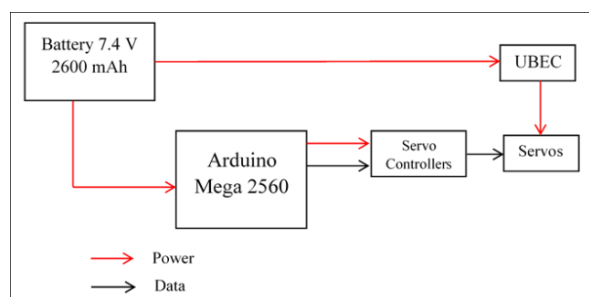 Battery 7.4 V
2600 mAh
UBEC
Arduino
Mega 2560
Servo
Controllers
Servos
Power
Data